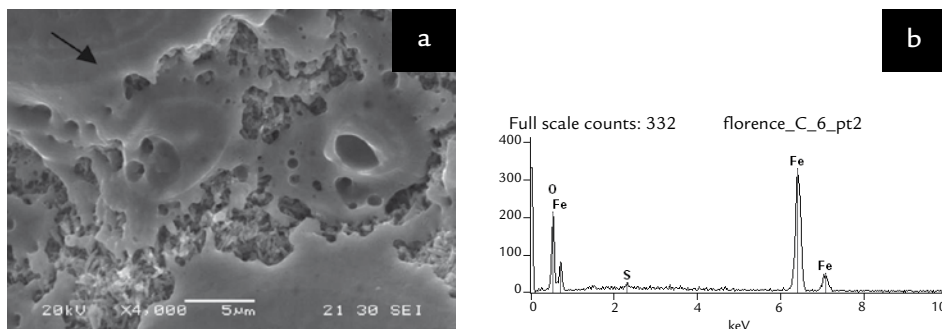 a
20kV X4,000 5µm 21 30 SEI
b
Full scale counts: 332 florence_C_6_pt2
400
300
200
100
0
O
Fe
S
Fe
Fe
0 2 4 6 8 10
keV